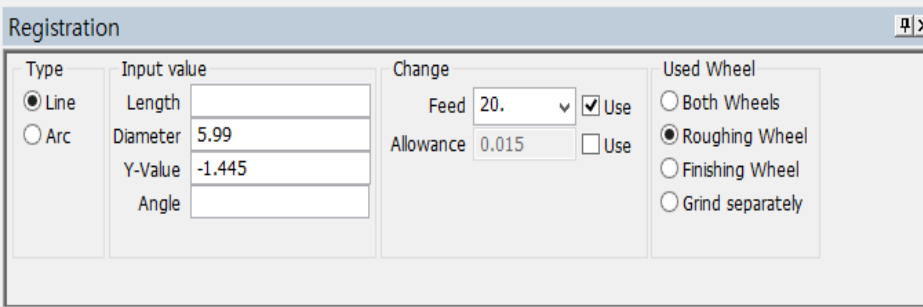 Registration
Type
Line
Arc
Input value
Length
Diameter 5.99
Y-Value -1.445
Angle
Change
Feed 20. Use
Allowance 0.015 Use
Used Wheel
Both Wheels
Roughing Wheel
Finishing Wheel
Grind separately